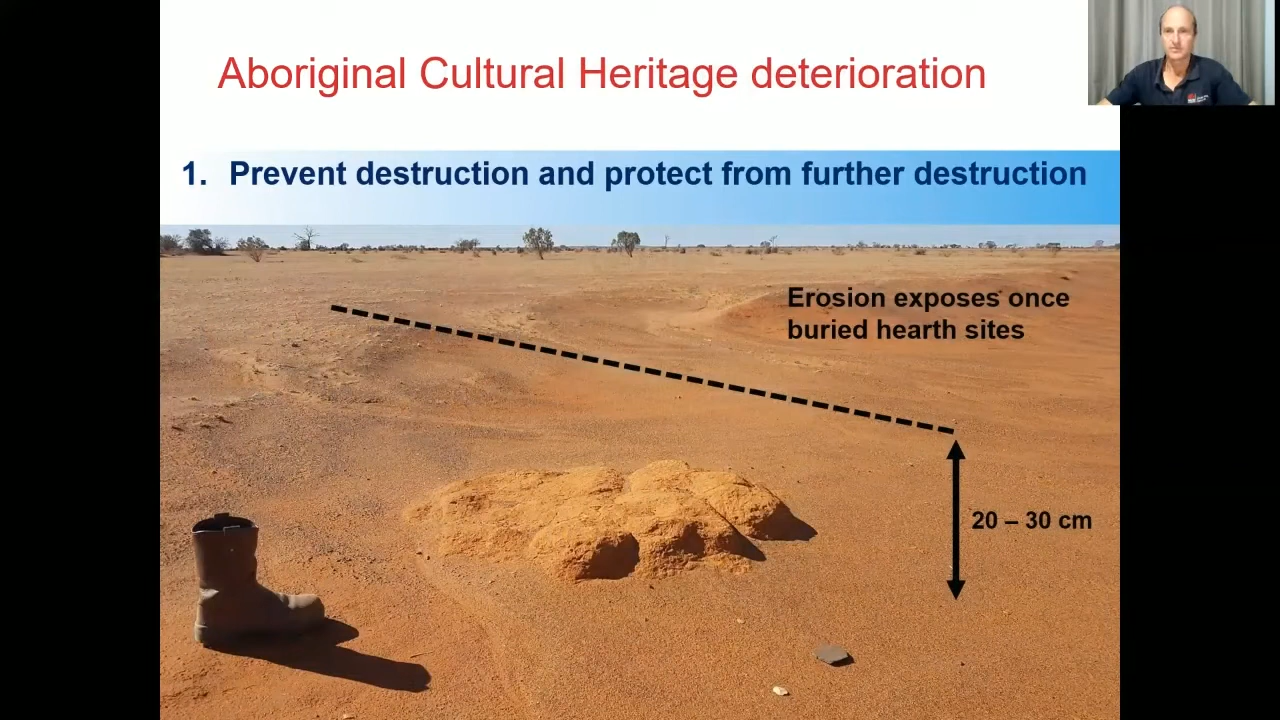 Aboriginal Cultural Heritage deterioration
1. Prevent destruction and protect from further destruction
Erosion exposes once
buried hearth sites
20 – 30 cm